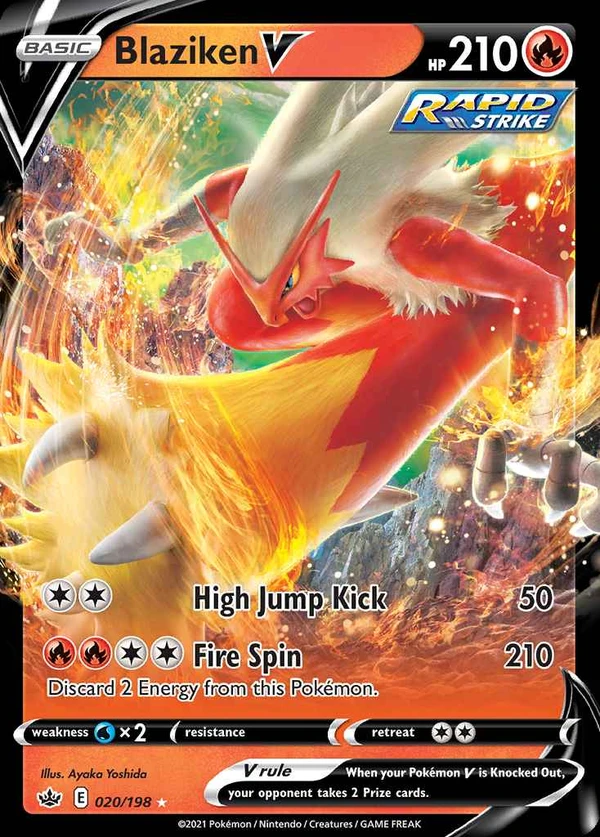 BASIC Blaziken V HP 210
RAPID
STRIKE
High Jump Kick 50
Fire Spin 210
Discard 2 Energy from this Pokémon.
weakness ×2 resistance retreat
Illus. Ayaka Yoshida
V rule When your Pokémon V is Knocked Out,
your opponent takes 2 Prize cards.
E 020/198
©2021 Pokémon / Nintendo / Creatures / GAME FREAK